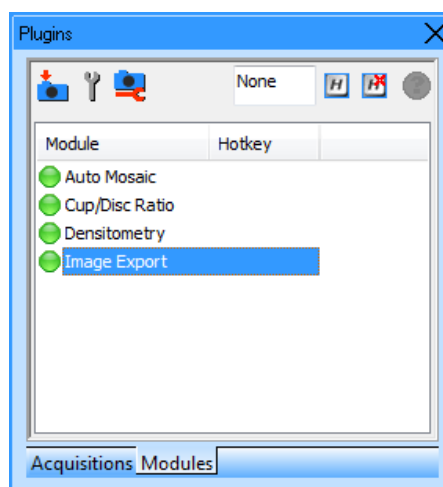 Plugins
None
H H
Module Hotkey
Auto Mosaic
Cup/Disc Ratio
Densitometry
Image Export
Acquisitions Modules